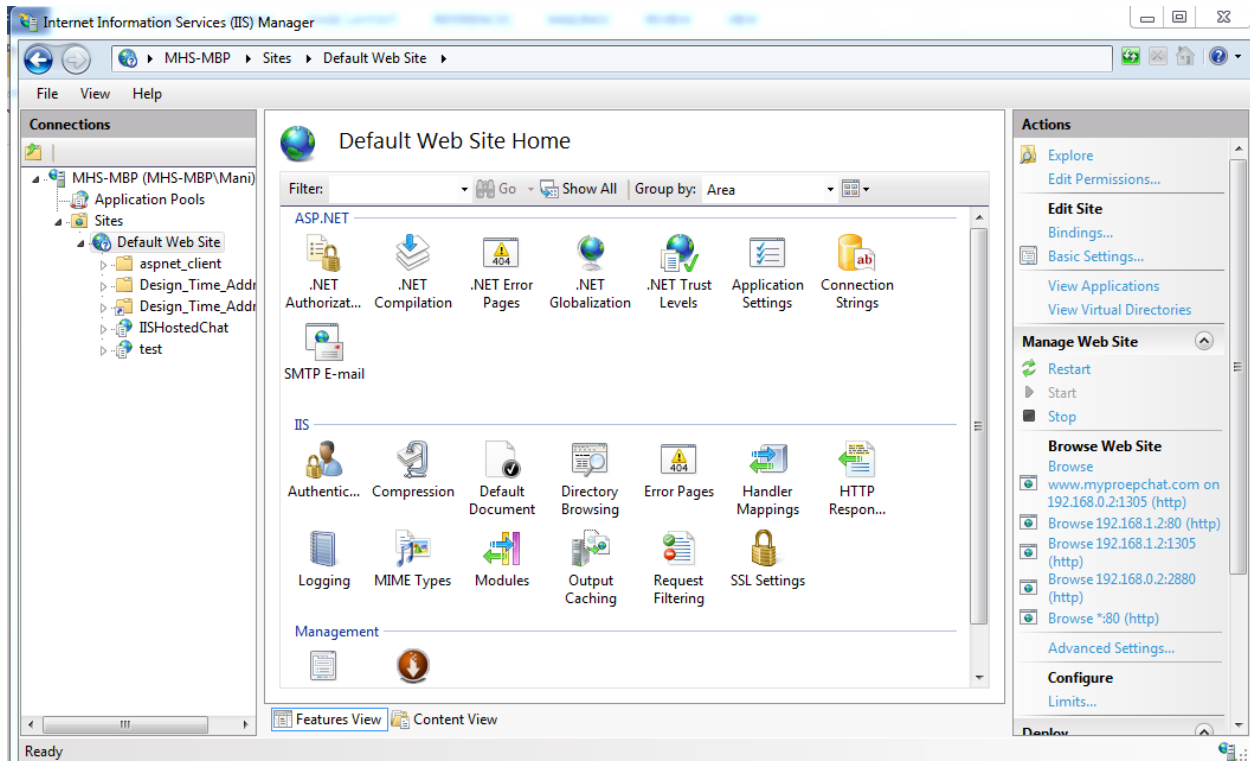 Internet Information Services (IIS) Manager
MHS-MBP Sites Default Web Site
File View Help
Connections
MHS-MBP (MHS-MBP\Mani)
Application Pools
Sites
Default Web Site
aspnet_client
Design_Time_Addr
Design_Time_Addr
IISHostedChat
test
Default Web Site Home
Filter: Go Show All Group by: Area
ASP.NET
.NET Authorizat...
.NET Compilation
.NET Error Pages
.NET Globalization
.NET Trust Levels
Application Settings
Connection Strings
SMTP E-mail
IIS
Authentic...
Compression
Default Document
Directory Browsing
Error Pages
Handler Mappings
HTTP Respon...
Logging
MIME Types
Modules
Output Caching
Request Filtering
SSL Settings
Management
Features View Content View
Actions
Explore
Edit Permissions...
Edit Site
Bindings...
Basic Settings...
View Applications
View Virtual Directories
Manage Web Site
Restart
Start
Stop
Browse Web Site
Browse
www.myproepchat.com on
192.168.0.2:1305 (http)
Browse 192.168.1.2:80 (http)
Browse 192.168.1.2:1305
(http)
Browse 192.168.0.2:2880
(http)
Browse *:80 (http)
Advanced Settings...
Configure
Limits...
Deploy
Ready